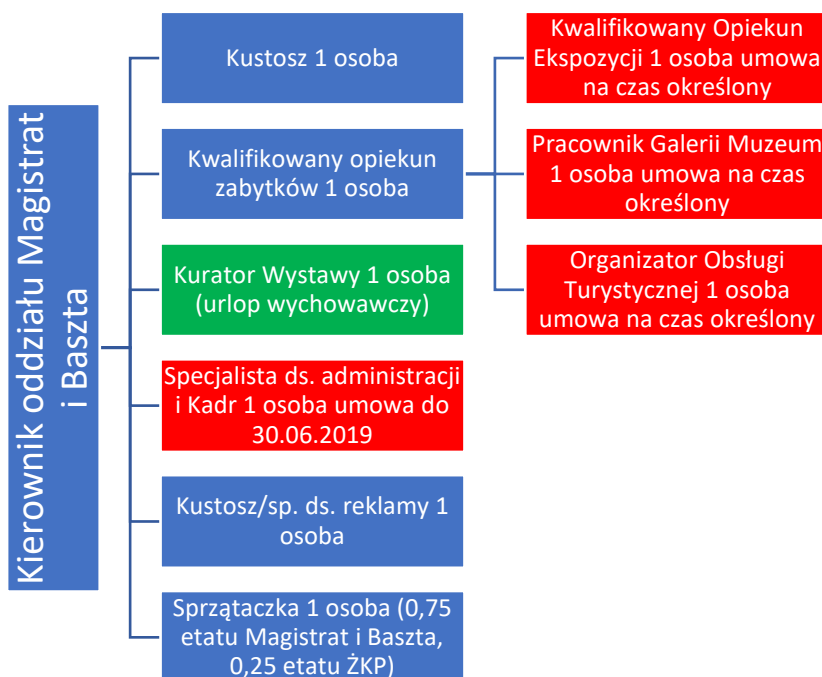 Kierownik oddziału Magistrat
i Baszta
Kustosz 1 osoba
Kwalifikowany opiekun
zabytków 1 osoba
Kurator Wystawy 1 osoba
(urlop wychowawczy)
Specjalista ds. administracji
i Kadr 1 osoba umowa do
30.06.2019
Kustosz/sp. ds. reklamy 1
osoba
Sprzątaczka 1 osoba (0,75
etatu Magistrat i Baszta,
0,25 etatu ŻKP)
Kwalifikowany Opiekun
Ekspozycji 1 osoba umowa
na czas określony
Pracownik Galerii Muzeum
1 osoba umowa na czas
określony
Organizator Obsługi
Turystycznej 1 osoba
umowa na czas określony